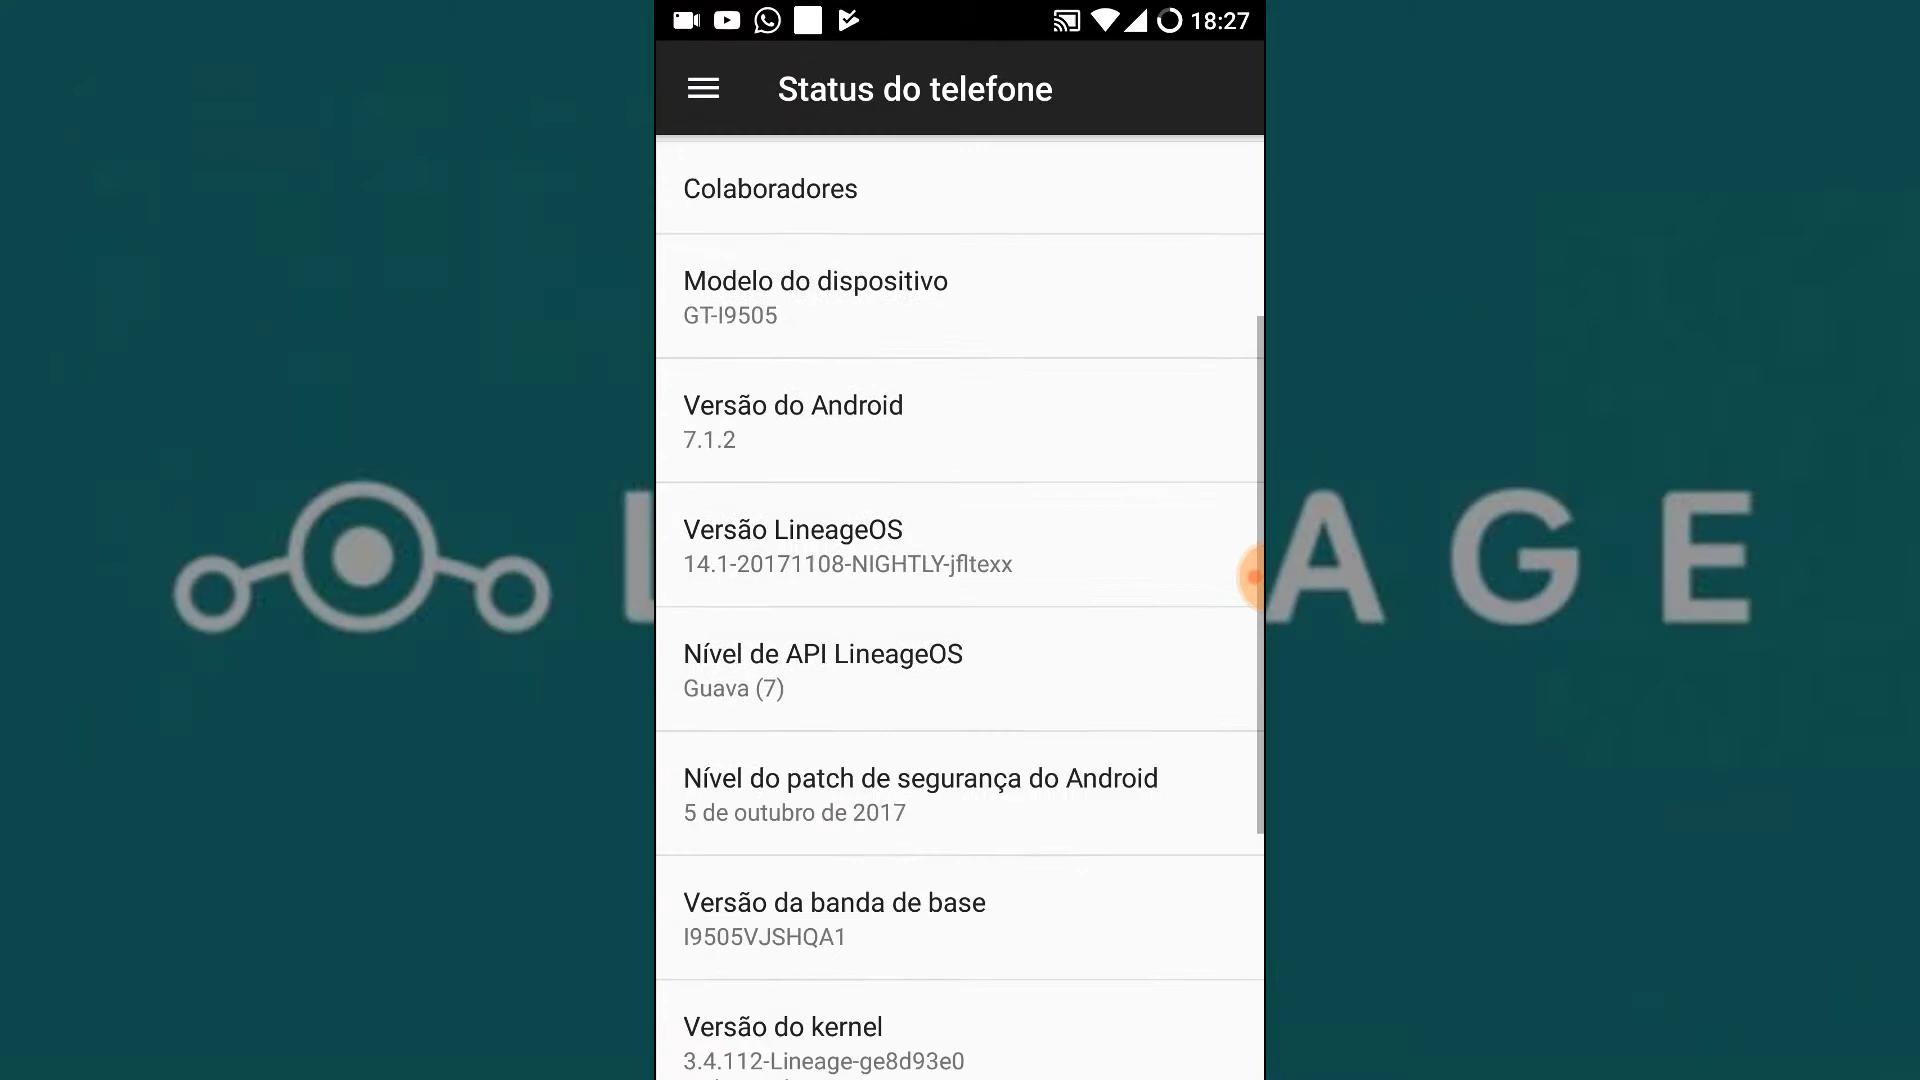 18:27
Status do telefone
Colaboradores
Modelo do dispositivo
GT-I9505
Versão do Android
7.1.2
Versão LineageOS
14.1-20171108-NIGHTLY-jfltexx
Nível de API LineageOS
Guava (7)
L AGE
Nível do patch de segurança do Android
5 de outubro de 2017
Versão da banda de base
I9505VJSHQA1
Versão do kernel
3.4.112-Lineage-ge8d93e0